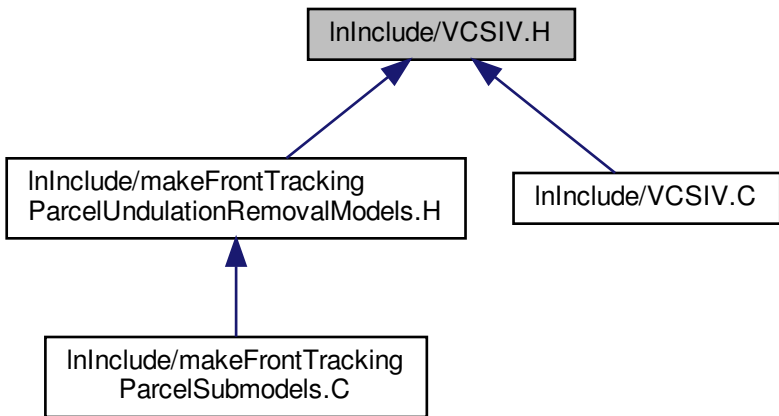 lnInclude/VCSIV.H
lnInclude/makeFrontTracking
ParcelUndulationRemovalModels.H
lnInclude/VCSIV.C
lnInclude/makeFrontTracking
ParcelSubmodels.C